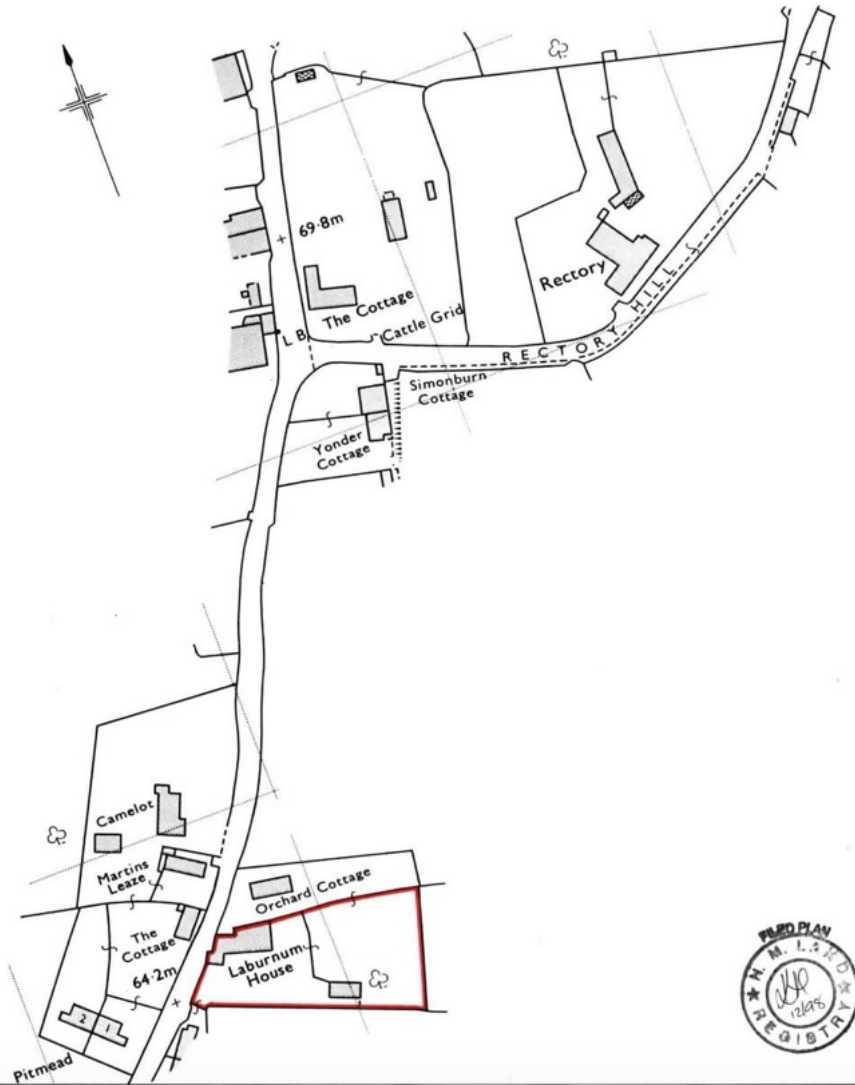 69·8m
The Cottage
Cattle Grid
L B
Rectory
RECTORY HILL
Simonburn
Cottage
Yonder
Cottage
Camelot
Martins
Leaze
Orchard Cottage
The
Cottage
64·2m
Laburnum
House
2 1
Pitmead
FILED PLAN
H. M. LAND
REGISTRY
12/98